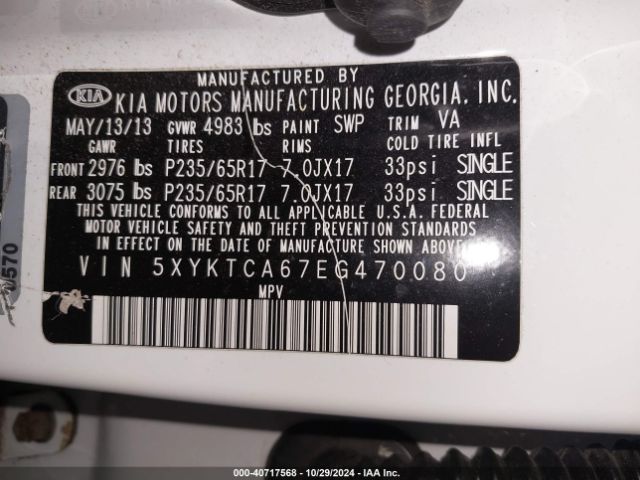 MANUFACTURED BY
KIA KIA MOTORS MANUFACTURING GEORGIA, INC.
MAY/13/13 GVWR 4983 lbs PAINT SWP TRIM VA
GAWR TIRES RIMS COLD TIRE INFL
FRONT 2976 lbs P235/65R17 7.0JX17 33psi SINGLE
REAR 3075 lbs P235/65R17 7.0JX17 33psi SINGLE
THIS VEHICLE CONFORMS TO ALL APPLICABLE U.S.A. FEDERAL
MOTOR VEHICLE SAFETY AND THEFT PREVENTION STANDARDS
IN EFFECT ON THE DATE OF MANUFACTURE SHOWN ABOVE.
VIN 5XYKTCA67EG470080
MPV
570
000-40717568 - 10/29/2024 - IAA Inc.